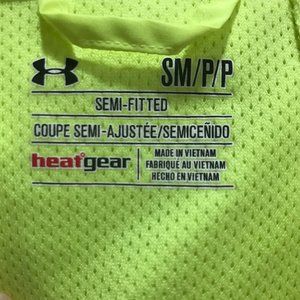 SM/P/P
SEMI-FITTED
COUPE SEMI-AJUSTÉE/SEMICEÑIDO
heatgear
MADE IN VIETNAM
FABRIQUÉ AU VIETNAM
HECHO EN VIETNAM